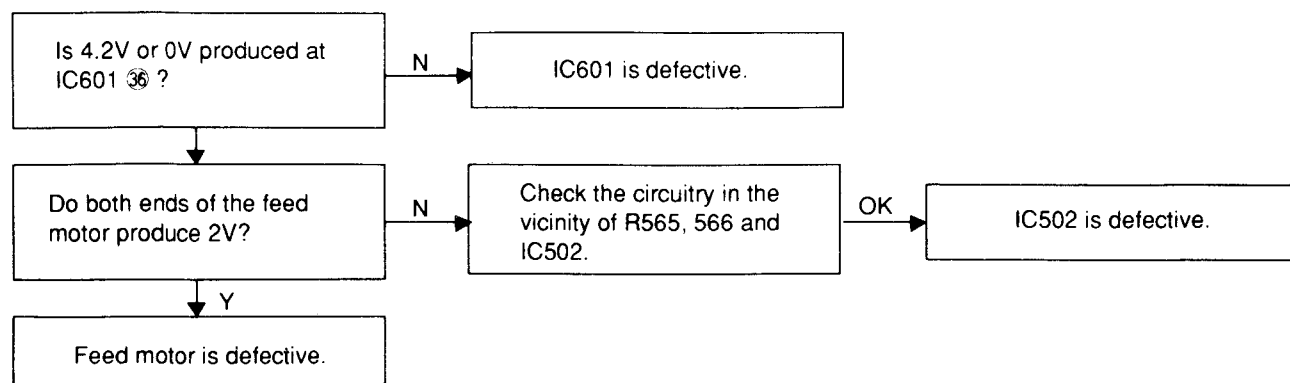 Is 4.2V or 0V produced at
IC601 ㊱ ?
N
IC601 is defective.
Do both ends of the feed
motor produce 2V?
N
Check the circuitry in the
vicinity of R565, 566 and
IC502.
OK
IC502 is defective.
Y
Feed motor is defective.